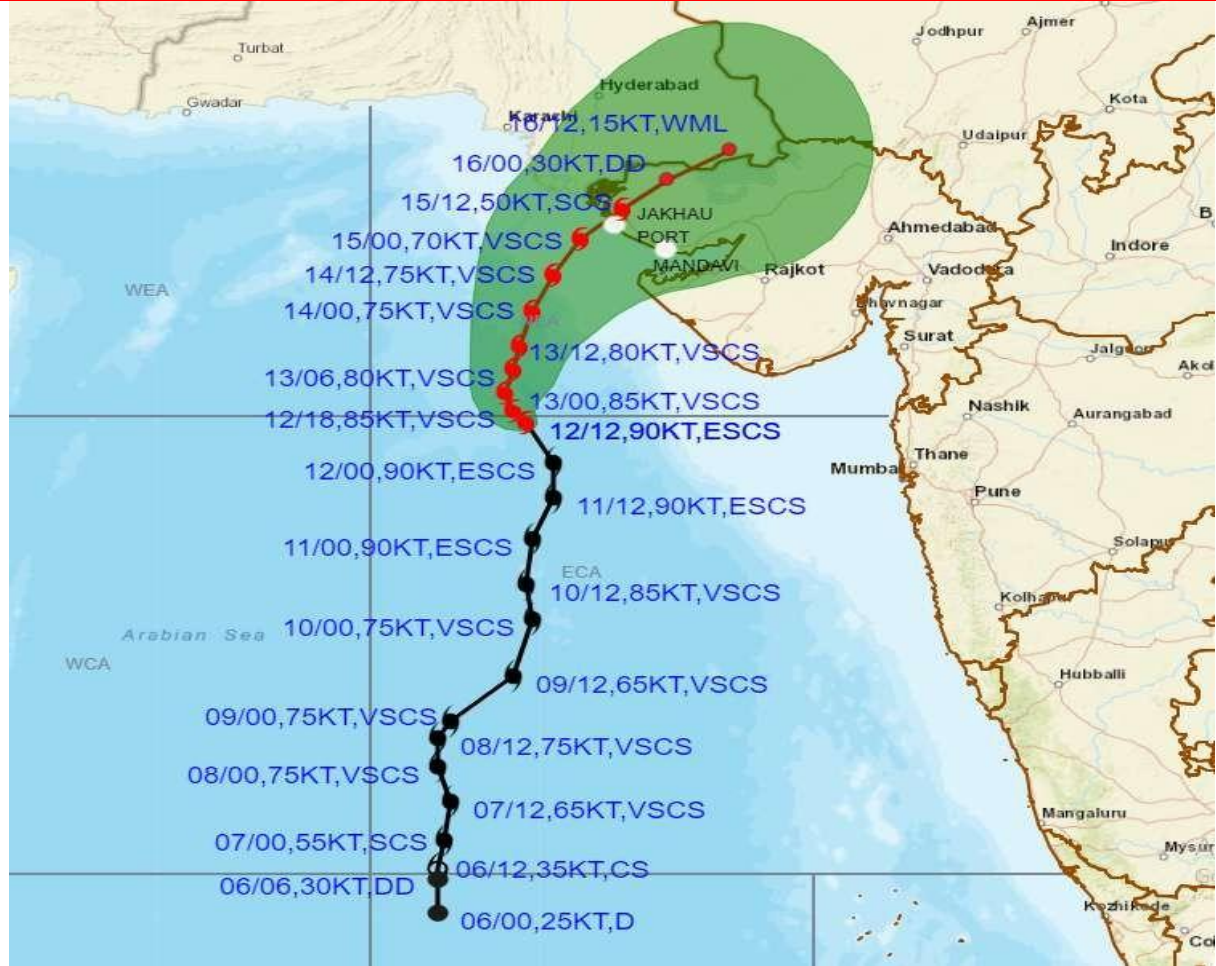 Ajmer
Jodhpur
Turbat
Hyderabad
Kota
Gwadar
Karachi
16/12,15KT,WML
Udaipur
16/00,30KT,DD
15/12,50KT,SCS
JAKHAU
PORT
15/00,70KT,VSCS
Ahmedabad
Indore
MANDAVI
Rajkot
Vadodara
14/12,75KT,VSCS
WEA
14/00,75KT,VSCS
Bhavnagar
Surat
13/12,80KT,VSCS
Jalgaon
13/06,80KT,VSCS
Akol
13/00,85KT,VSCS
Nashik
12/18,85KT,VSCS
Aurangabad
12/12,90KT,ESCS
Thane
12/00,90KT,ESCS
Mumbai
Pune
11/12,90KT,ESCS
Solapur
11/00,90KT,ESCS
ECA
10/12,85KT,VSCS
Kolhapur
10/00,75KT,VSCS
Arabian Sea
WCA
Hubballi
09/12,65KT,VSCS
09/00,75KT,VSCS
08/12,75KT,VSCS
08/00,75KT,VSCS
07/12,65KT,VSCS
Mangaluru
07/00,55KT,SCS
Mysur
06/12,35KT,CS
06/06,30KT,DD
Kozhikode
06/00,25KT,D
Coi